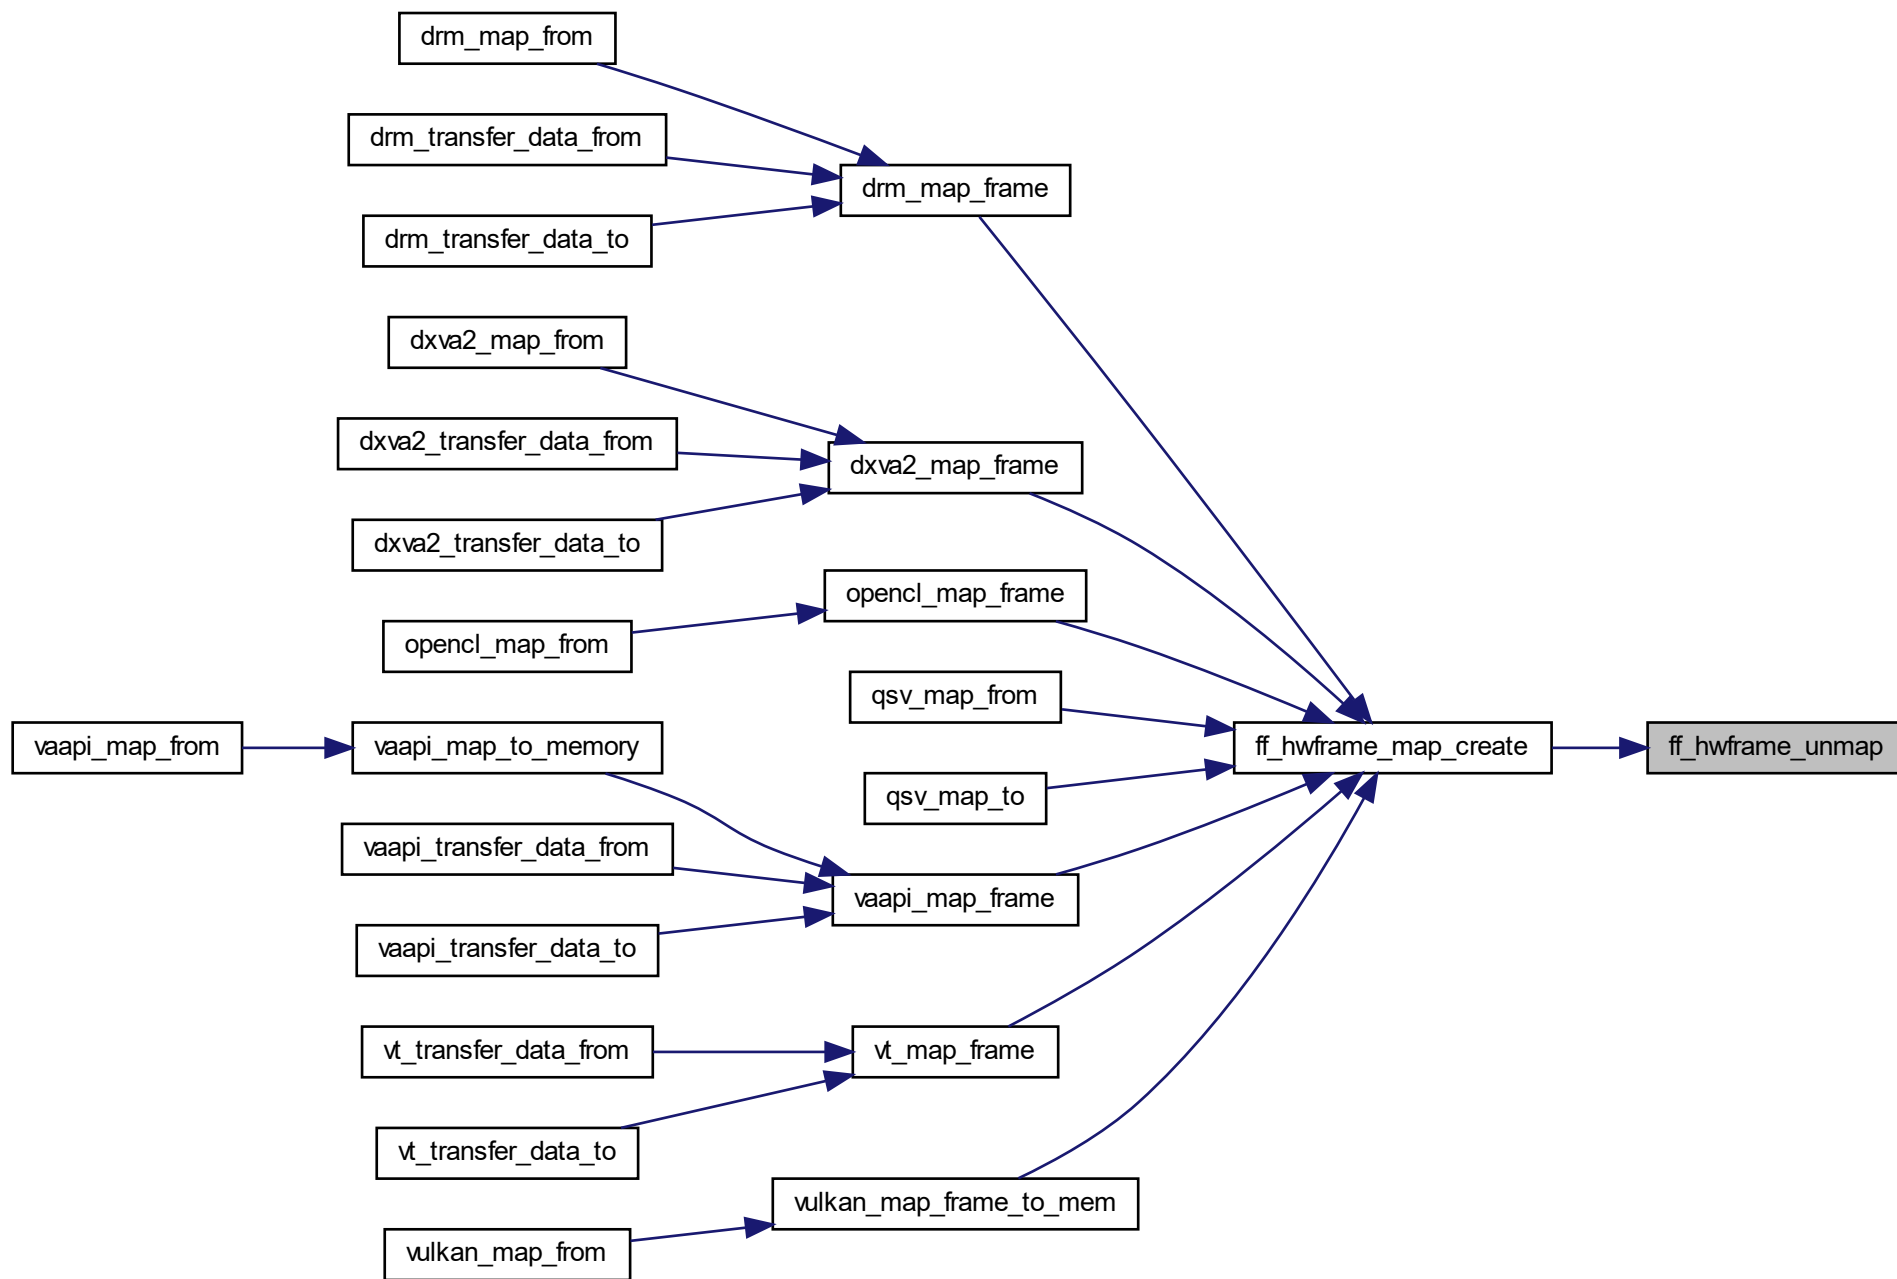 drm_map_from
drm_transfer_data_from
drm_map_frame
drm_transfer_data_to
dxva2_map_from
dxva2_transfer_data_from
dxva2_map_frame
dxva2_transfer_data_to
opencl_map_frame
opencl_map_from
qsv_map_from
vaapi_map_from
vaapi_map_to_memory
ff_hwframe_map_create
ff_hwframe_unmap
qsv_map_to
vaapi_transfer_data_from
vaapi_map_frame
vaapi_transfer_data_to
vt_transfer_data_from
vt_map_frame
vt_transfer_data_to
vulkan_map_frame_to_mem
vulkan_map_from